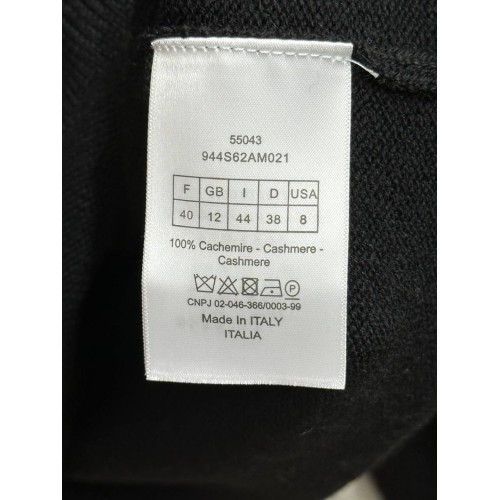 55043
944S62AM021
F GB I D USA
40 12 44 38 8
100% Cachemire - Cashmere -
Cashmere
P
CNPJ 02-046-366/0003-99
Made In ITALY
ITALIA